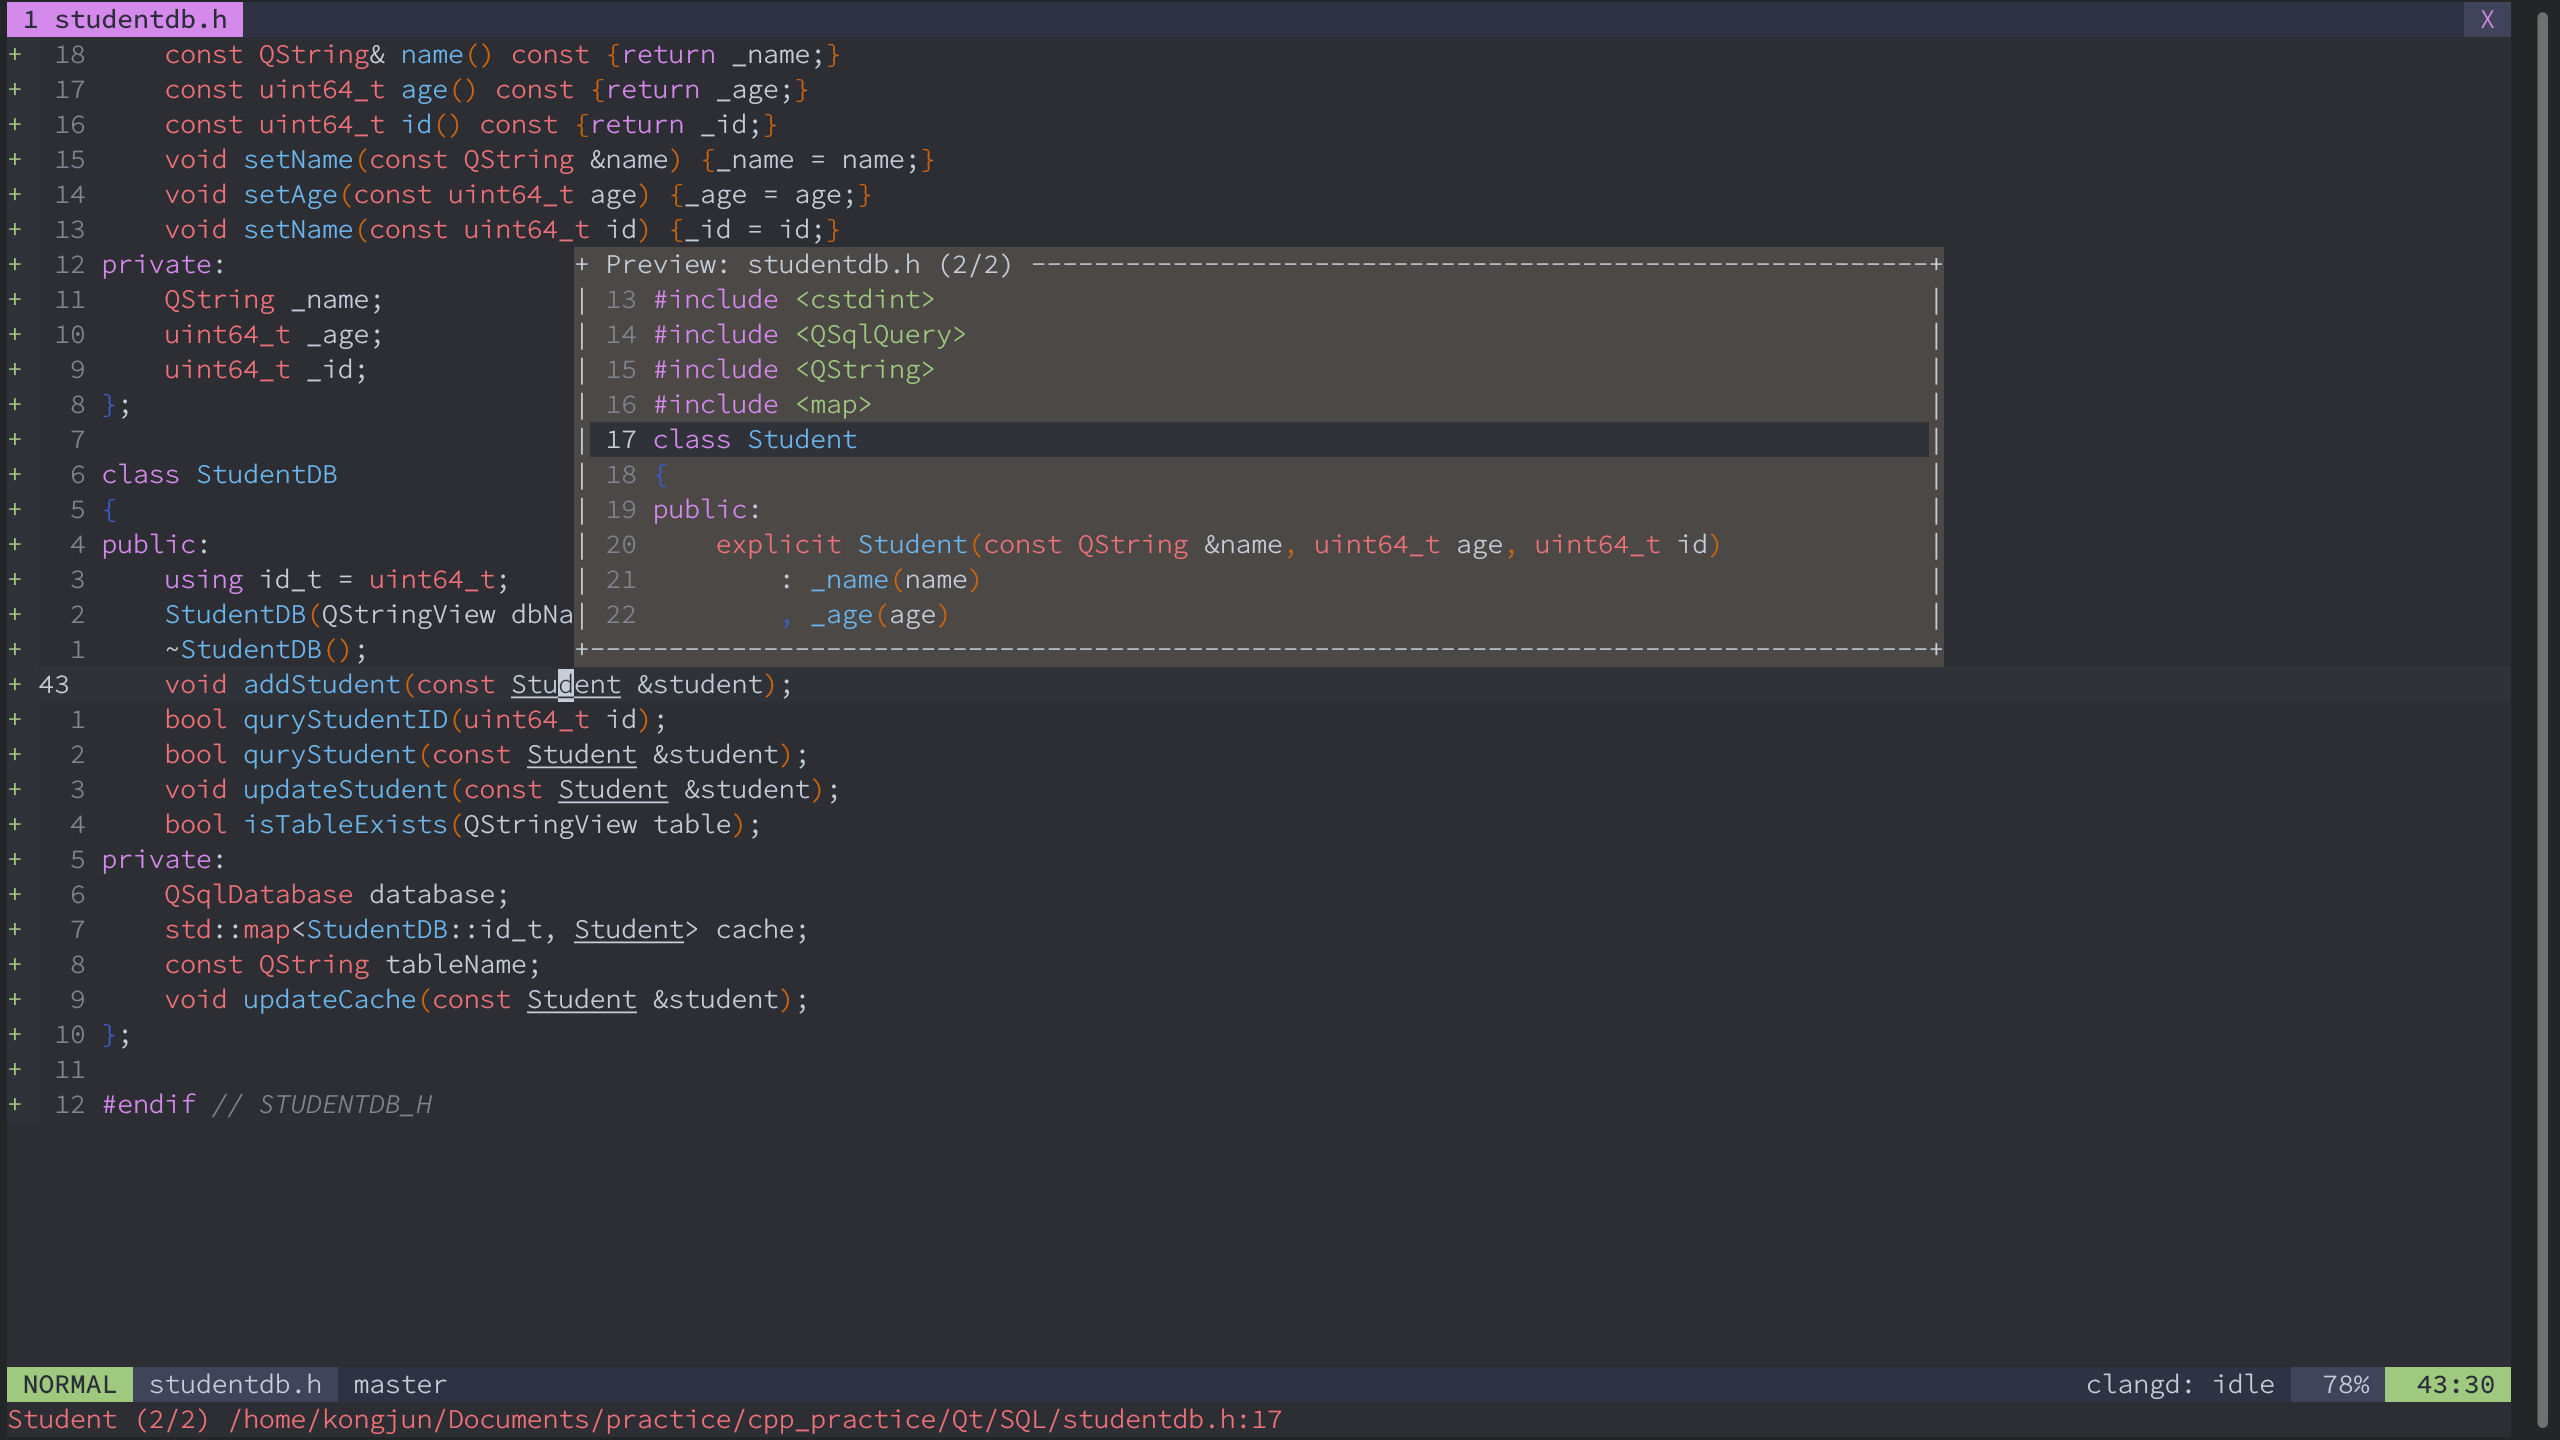 1 studentdb.h X
+ 18     const QString& name() const {return _name;}
+ 17     const uint64_t age() const {return _age;}
+ 16     const uint64_t id() const {return _id;}
+ 15     void setName(const QString &name) {_name = name;}
+ 14     void setAge(const uint64_t age) {_age = age;}
+ 13     void setName(const uint64_t id) {_id = id;}
+ 12 private:
+ 11     QString _name;
+ 10     uint64_t _age;
+ 9     uint64_t _id;
+ 8 };
+ 7
+ 6 class StudentDB
+ 5 {
+ 4 public:
+ 3     using id_t = uint64_t;
+ 2     StudentDB(QStringView dbNa
+ 1     ~StudentDB();
+ Preview: studentdb.h (2/2) ---------------------------------------------------------+
| 13 #include <cstdint> |
| 14 #include <QSqlQuery> |
| 15 #include <QString> |
| 16 #include <map> |
| 17 class Student |
| 18 { |
| 19 public: |
| 20     explicit Student(const QString &name, uint64_t age, uint64_t id) |
| 21         : _name(name) |
| 22         , _age(age) |
+-------------------------------------------------------------------------------------+
+ 43     void addStudent(const Student &student);
+ 1     bool quryStudentID(uint64_t id);
+ 2     bool quryStudent(const Student &student);
+ 3     void updateStudent(const Student &student);
+ 4     bool isTableExists(QStringView table);
+ 5 private:
+ 6     QSqlDatabase database;
+ 7     std::map<StudentDB::id_t, Student> cache;
+ 8     const QString tableName;
+ 9     void updateCache(const Student &student);
+ 10 };
+ 11
+ 12 #endif // STUDENTDB_H
NORMAL studentdb.h master clangd: idle 78% 43:30
Student (2/2) /home/kongjun/Documents/practice/cpp_practice/Qt/SQL/studentdb.h:17